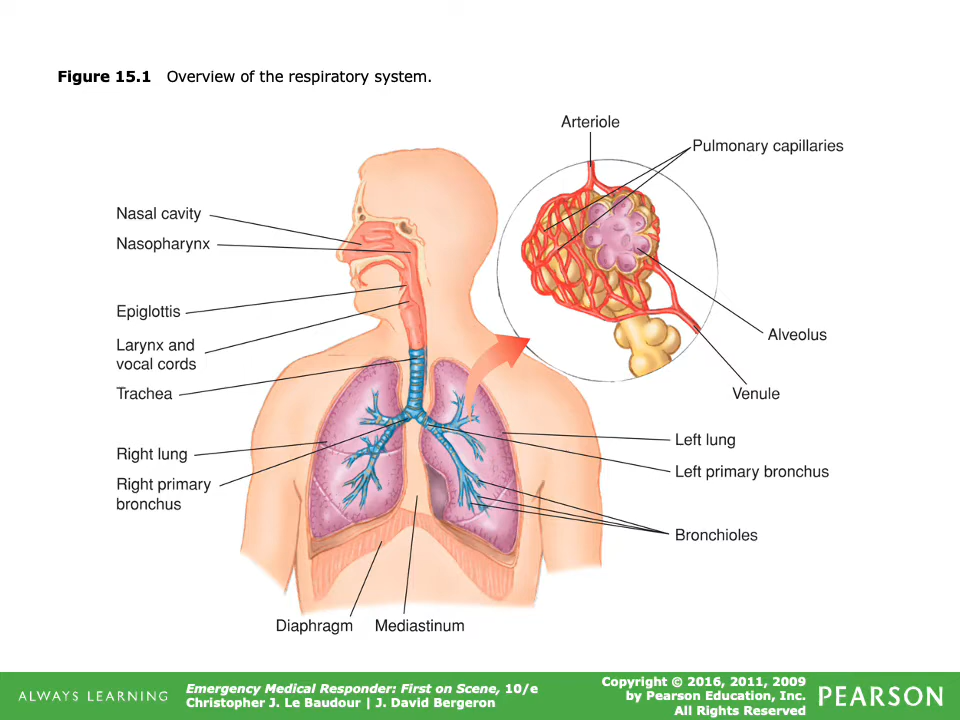 Figure 15.1 Overview of the respiratory system.
Arteriole
Pulmonary capillaries
Nasal cavity
Nasopharynx
Epiglottis
Larynx and
vocal cords
Trachea
Alveolus
Venule
Right lung
Right primary
bronchus
Left lung
Left primary bronchus
Bronchioles
Diaphragm
Mediastinum
ALWAYS LEARNING
Emergency Medical Responder: First on Scene, 10/e
Christopher J. Le Baudour | J. David Bergeron
Copyright © 2016, 2011, 2009
by Pearson Education, Inc.
All Rights Reserved
PEARSON